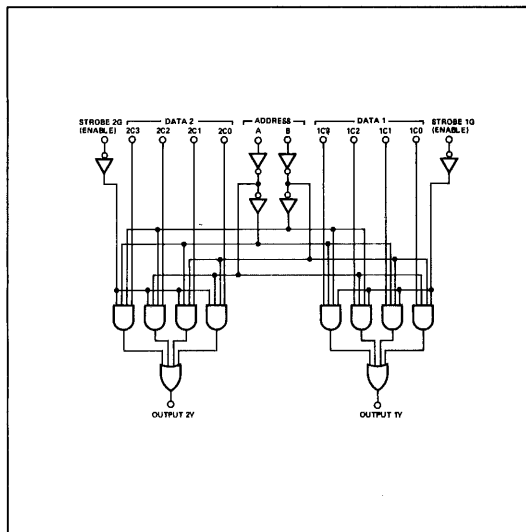 STROBE 2G
(ENABLE)
DATA 2
2C3 2C2 2C1 2C0
ADDRESS
A B
DATA 1
1C3 1C2 1C1 1C0
STROBE 1G
(ENABLE)
OUTPUT 2Y
OUTPUT 1Y